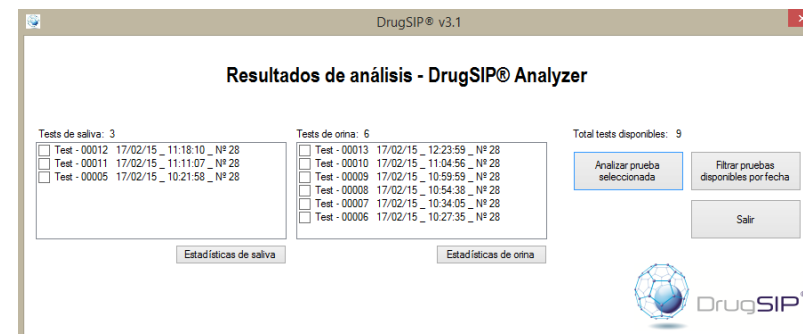 DrugSIP® v3.1
Resultados de análisis - DrugSIP® Analyzer
Tests de saliva: 3
Test - 00012 17/02/15 _ 11:18:10 _ Nº 28
Test - 00011 17/02/15 _ 11:11:07 _ Nº 28
Test - 00005 17/02/15 _ 10:21:58 _ Nº 28
Estadísticas de saliva
Tests de orina: 6
Test - 00013 17/02/15 _ 12:23:59 _ Nº 28
Test - 00010 17/02/15 _ 11:04:56 _ Nº 28
Test - 00009 17/02/15 _ 10:59:59 _ Nº 28
Test - 00008 17/02/15 _ 10:54:38 _ Nº 28
Test - 00007 17/02/15 _ 10:34:05 _ Nº 28
Test - 00006 17/02/15 _ 10:27:35 _ Nº 28
Estadísticas de orina
Total tests disponibles: 9
Analizar prueba
seleccionada
Filtrar pruebas
disponibles por fecha
Salir
DrugSIP®